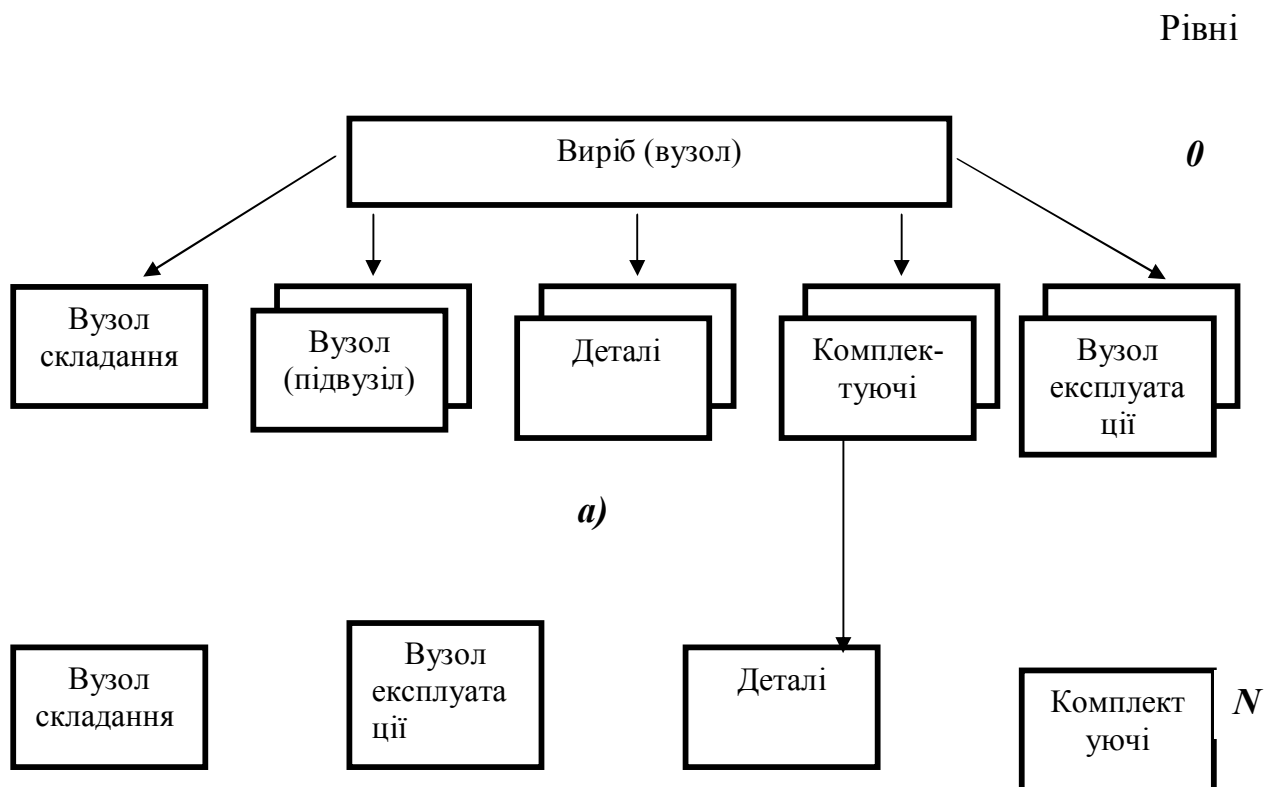 Рівні
Виріб (вузол)
0
Вузол
складання
Вузол
(підвузіл)
Деталі
Комплек-
туючі
Вузол
експлуата
ції
а)
Вузол
складання
Вузол
експлуата
ції
Деталі
Комплект
уючі
N